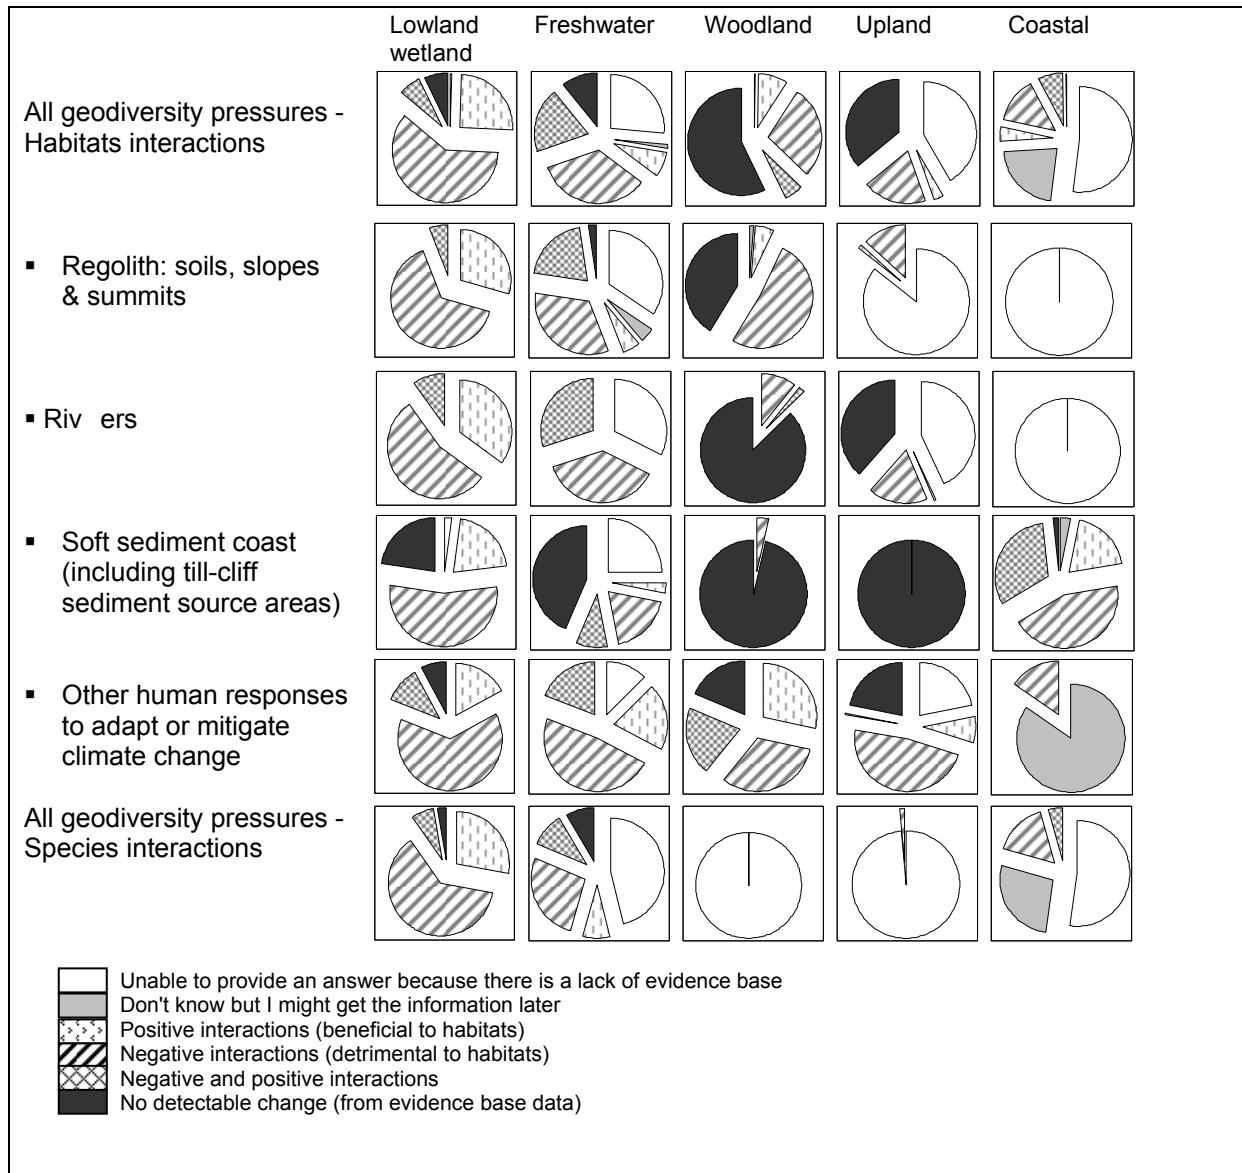 Lowland wetland Freshwater Woodland Upland Coastal
All geodiversity pressures -
Habitats interactions
▪ Regolith: soils, slopes
& summits
▪ Riv ers
▪ Soft sediment coast
(including till-cliff
sediment source areas)
▪ Other human responses
to adapt or mitigate
climate change
All geodiversity pressures -
Species interactions
Unable to provide an answer because there is a lack of evidence base
Don't know but I might get the information later
Positive interactions (beneficial to habitats)
Negative interactions (detrimental to habitats)
Negative and positive interactions
No detectable change (from evidence base data)